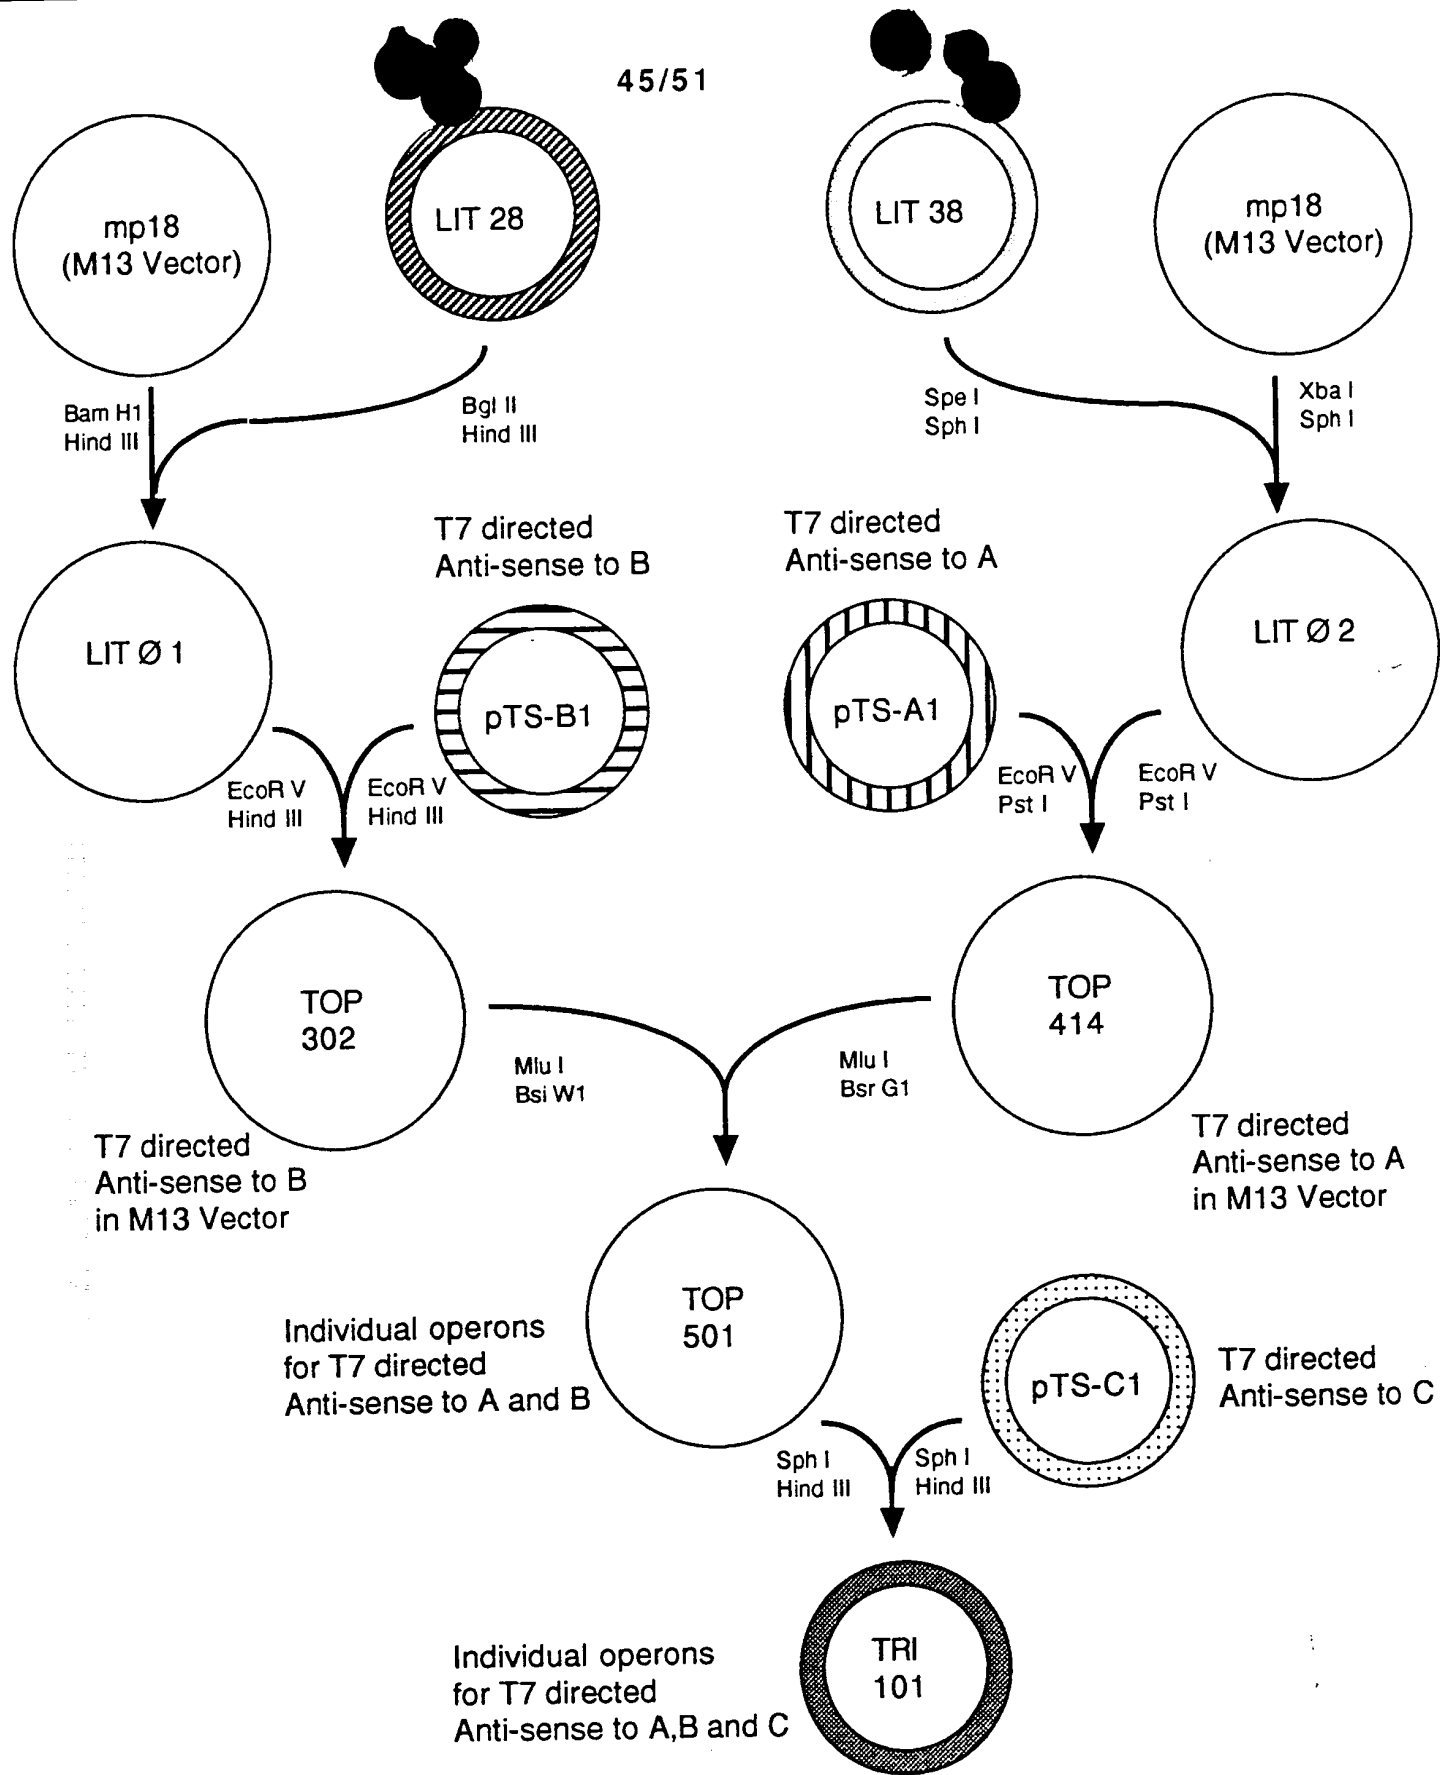 45/51
mp18
(M13 Vector)
LIT 28
LIT 38
mp18
(M13 Vector)
Bam H1
Hind III
Bgl II
Hind III
Spe I
Sph I
Xba I
Sph I
T7 directed
Anti-sense to B
T7 directed
Anti-sense to A
LIT Ø 1
pTS-B1
pTS-A1
LIT Ø 2
EcoR V
Hind III
EcoR V
Hind III
EcoR V
Pst I
EcoR V
Pst I
TOP
302
TOP
414
Mlu I
Bsi W1
Mlu I
Bsr G1
T7 directed
Anti-sense to B
in M13 Vector
T7 directed
Anti-sense to A
in M13 Vector
TOP
501
Individual operons
for T7 directed
Anti-sense to A and B
pTS-C1
T7 directed
Anti-sense to C
Sph I
Hind III
Sph I
Hind III
TRI
101
Individual operons
for T7 directed
Anti-sense to A,B and C